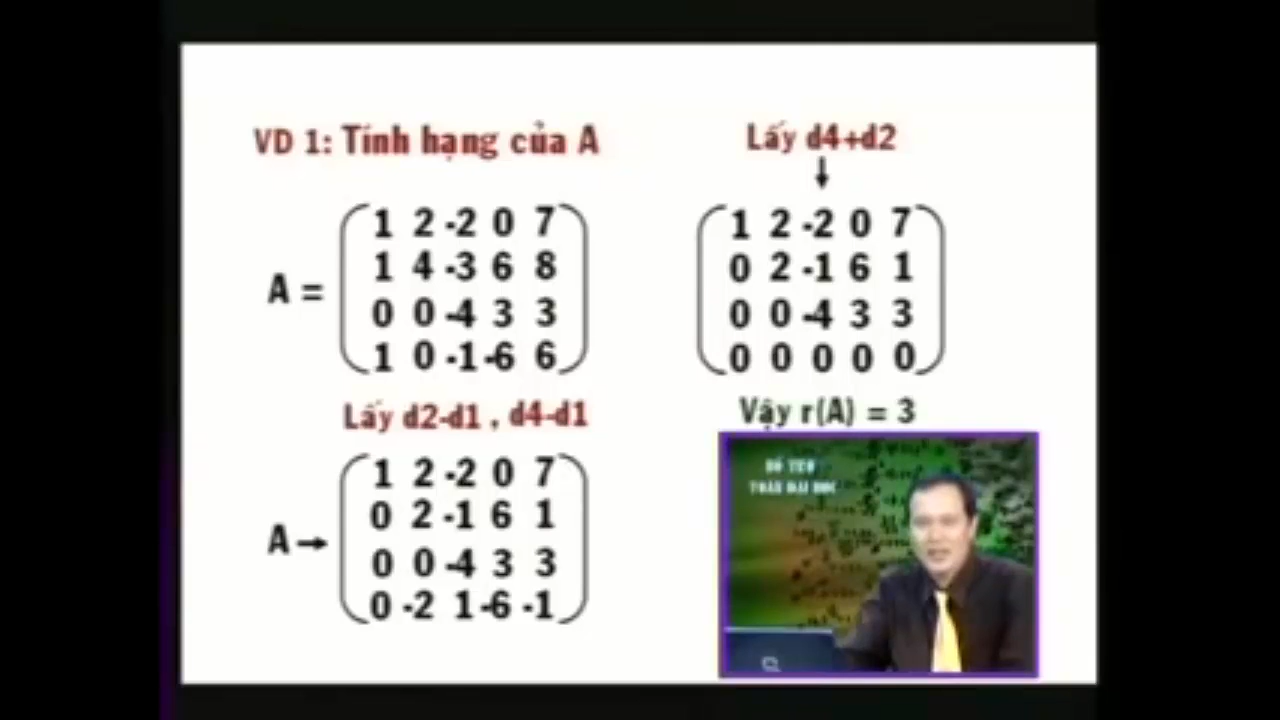 VD 1: Tính hạng của A
A =
1 2 -2 0 7
1 4 -3 6 8
0 0 -4 3 3
1 0 -1 -6 6
Lấy d2-d1 , d4-d1
A →
1 2 -2 0 7
0 2 -1 6 1
0 0 -4 3 3
0 -2 1 -6 -1
Lấy d4+d2
↓
1 2 -2 0 7
0 2 -1 6 1
0 0 -4 3 3
0 0 0 0 0
Vậy r(A) = 3